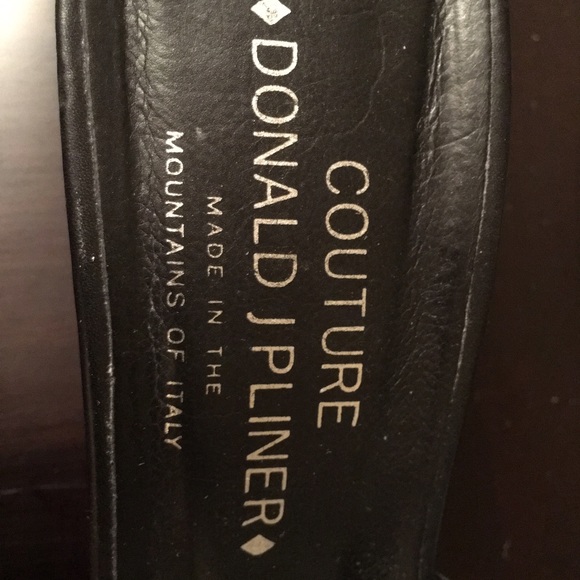 COUTURE
♦DONALD J PLINER♦
MADE IN THE
MOUNTAINS OF ITALY